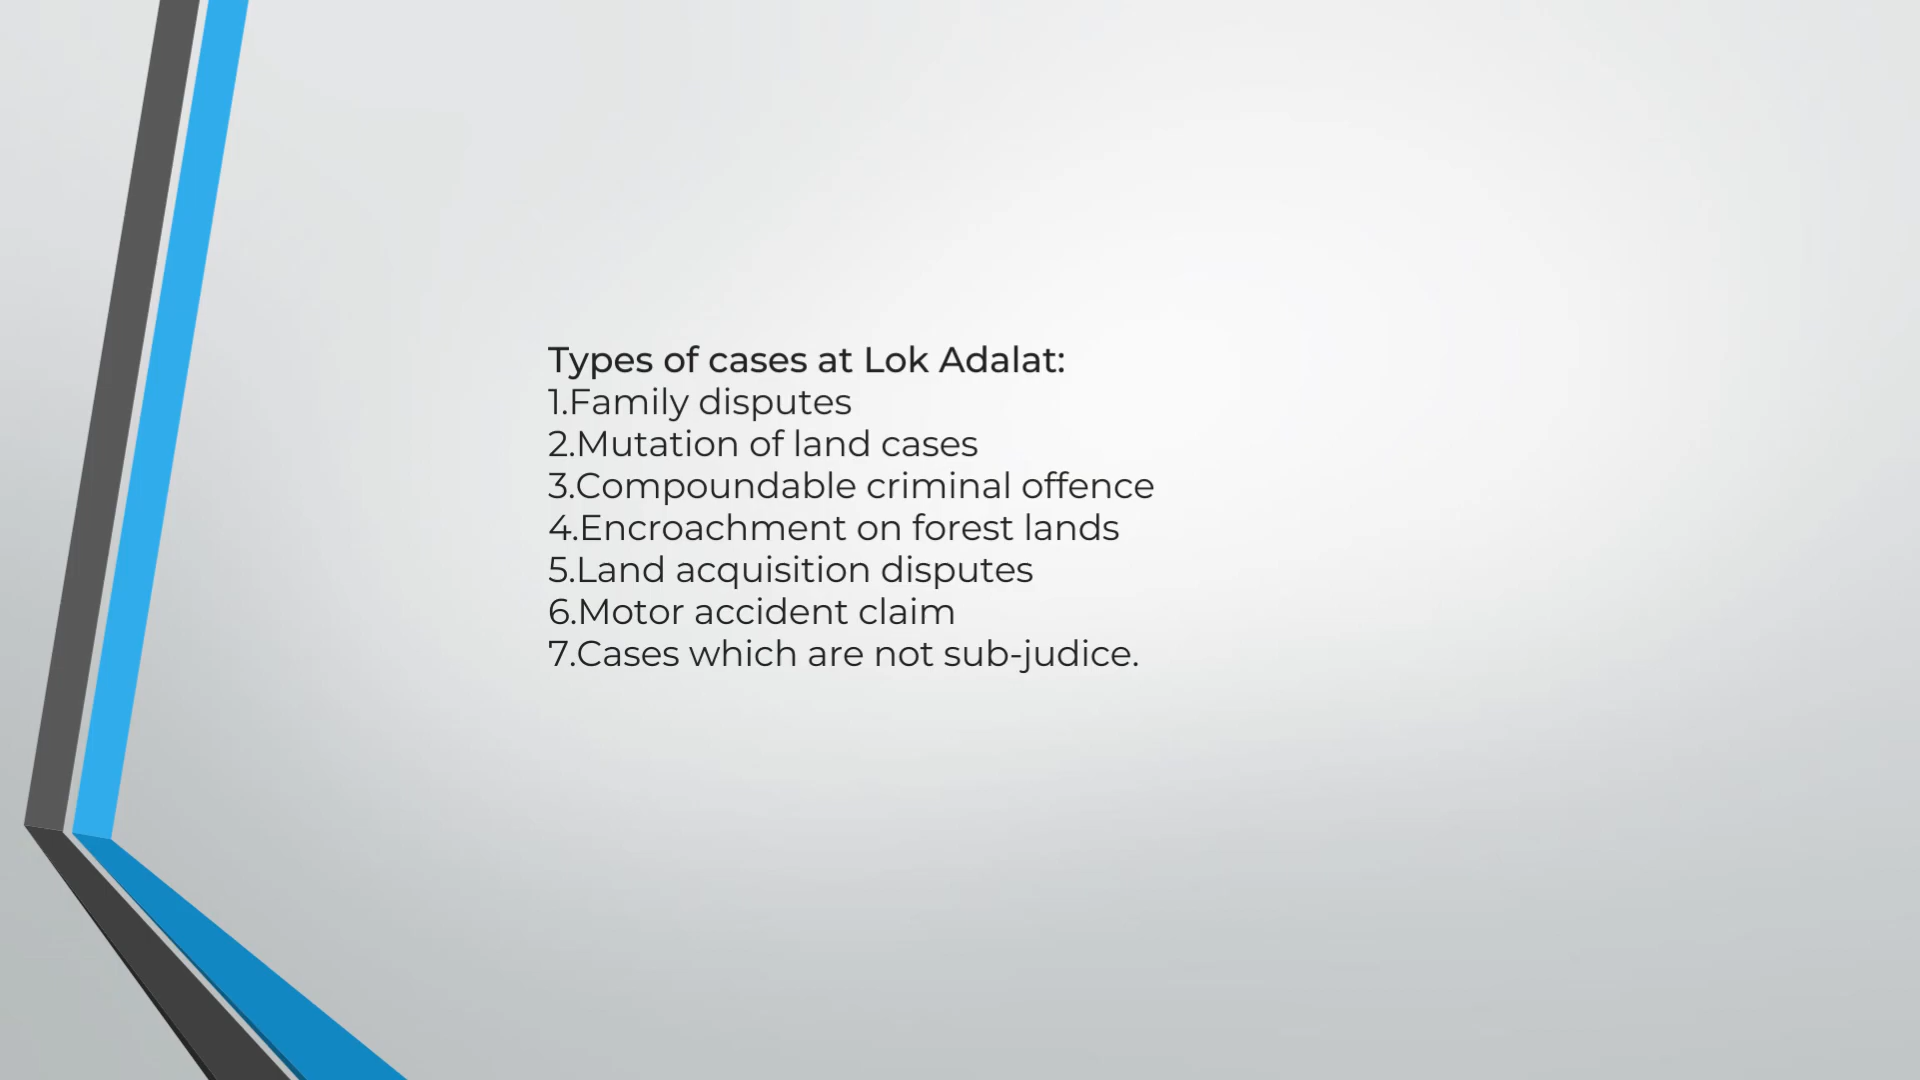 Types of cases at Lok Adalat:
1.Family disputes
2.Mutation of land cases
3.Compoundable criminal offence
4.Encroachment on forest lands
5.Land acquisition disputes
6.Motor accident claim
7.Cases which are not sub-judice.